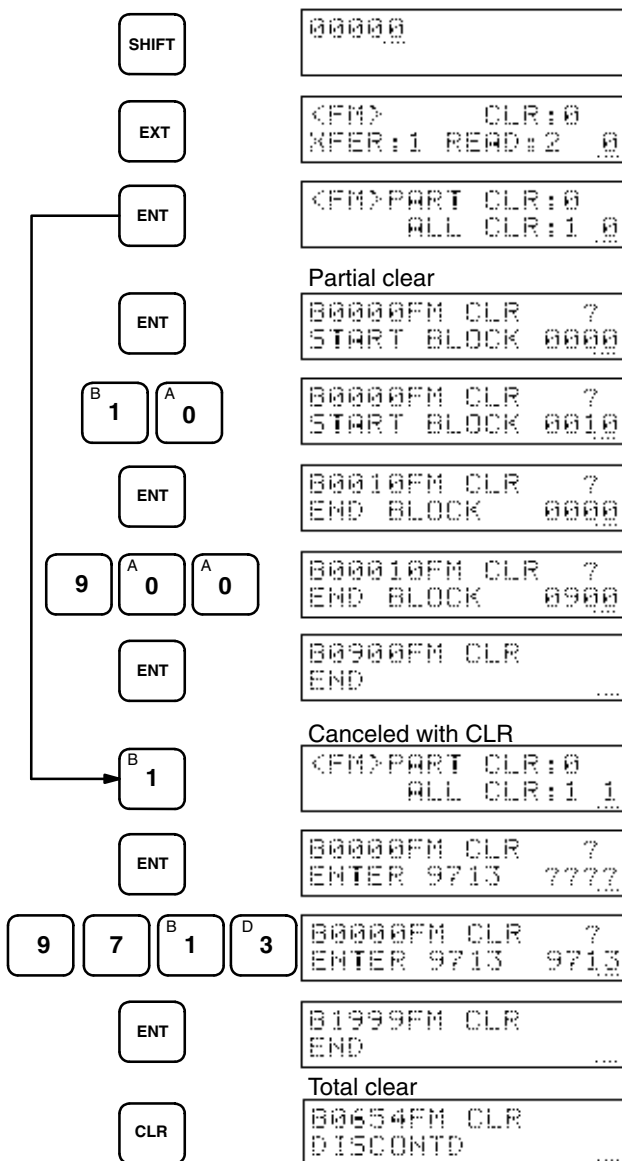 SHIFT
00000
EXT
<FM> CLR:0
XFER:1 READ:2 0
ENT
<FM>PART CLR:0
ALL CLR:1 0
Partial clear
ENT
B0000FM CLR ?
START BLOCK 0000
B 1 A 0
B0000FM CLR ?
START BLOCK 0010
ENT
B0010FM CLR ?
END BLOCK 0000
9 A 0 A 0
B00010FM CLR ?
END BLOCK 0900
ENT
B0900FM CLR
END
Canceled with CLR
B 1
<FM>PART CLR:0
ALL CLR:1 1
ENT
B0000FM CLR ?
ENTER 9713 ????
9 7 B 1 D 3
B0000FM CLR ?
ENTER 9713 9713
ENT
B1999FM CLR
END
Total clear
CLR
B0654FM CLR
DISCONTD